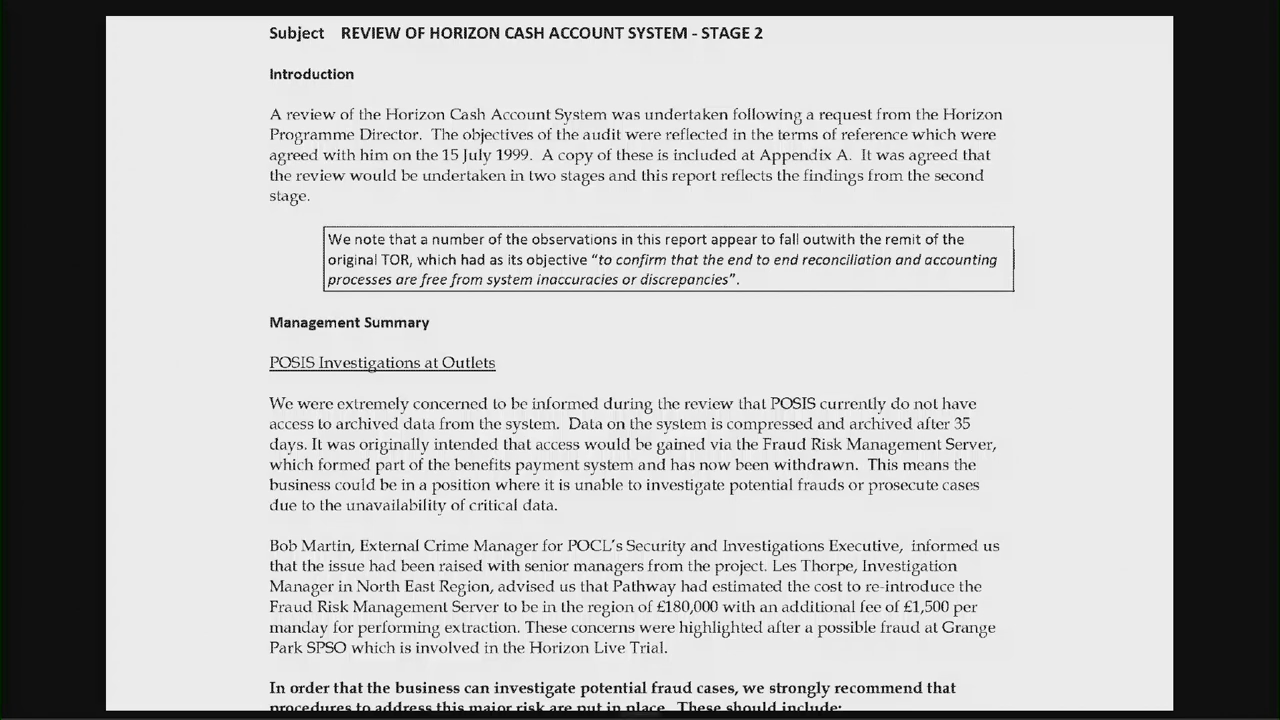 Subject REVIEW OF HORIZON CASH ACCOUNT SYSTEM - STAGE 2
Introduction
A review of the Horizon Cash Account System was undertaken following a request from the Horizon
Programme Director. The objectives of the audit were reflected in the terms of reference which were
agreed with him on the 15 July 1999. A copy of these is included at Appendix A. It was agreed that
the review would be undertaken in two stages and this report reflects the findings from the second
stage.
We note that a number of the observations in this report appear to fall outwith the remit of the
original TOR, which had as its objective “to confirm that the end to end reconciliation and accounting
processes are free from system inaccuracies or discrepancies”.
Management Summary
POSIS Investigations at Outlets
We were extremely concerned to be informed during the review that POSIS currently do not have
access to archived data from the system. Data on the system is compressed and archived after 35
days. It was originally intended that access would be gained via the Fraud Risk Management Server,
which formed part of the benefits payment system and has now been withdrawn. This means the
business could be in a position where it is unable to investigate potential frauds or prosecute cases
due to the unavailability of critical data.
Bob Martin, External Crime Manager for POCL’s Security and Investigations Executive, informed us
that the issue had been raised with senior managers from the project. Les Thorpe, Investigation
Manager in North East Region, advised us that Pathway had estimated the cost to re-introduce the
Fraud Risk Management Server to be in the region of £180,000 with an additional fee of £1,500 per
manday for performing extraction. These concerns were highlighted after a possible fraud at Grange
Park SPSO which is involved in the Horizon Live Trial.
In order that the business can investigate potential fraud cases, we strongly recommend that
procedures to address this major risk are put in place. These should include: